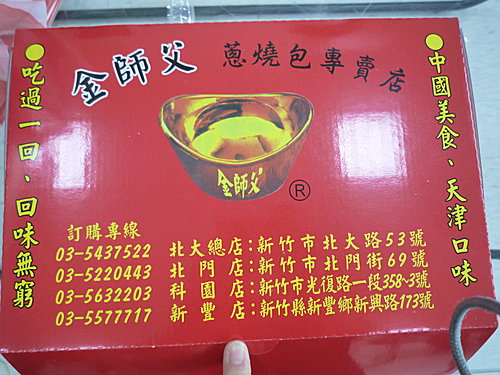 金師父
蔥燒包專賣店
●中國美食、天津口味
●吃過一回、回味無窮
金師父
®
訂購專線
03-5437522 北大總店:新竹市北大路53號
03-5220443 北門店:新竹市北門街69號
03-5632203 科園店:新竹市光復路一段358-3號
03-5577717 新豐店:新竹縣新豐鄉新興路173號